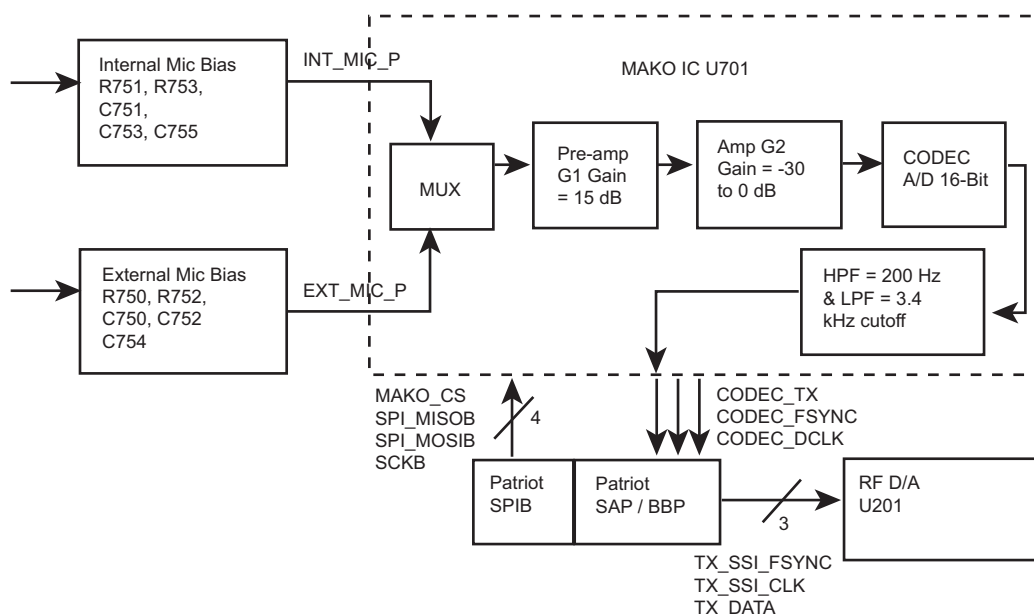 Internal Mic Bias
R751, R753,
C751,
C753, C755
INT_MIC_P
MAKO IC U701
MUX
Pre-amp
G1 Gain
= 15 dB
Amp G2
Gain = -30
to 0 dB
CODEC
A/D 16-Bit
External Mic Bias
R750, R752,
C750, C752
C754
EXT_MIC_P
HPF = 200 Hz
& LPF = 3.4
kHz cutoff
MAKO_CS
SPI_MISOB
SPI_MOSIB
SCKB
4
CODEC_TX
CODEC_FSYNC
CODEC_DCLK
Patriot
SPIB
Patriot
SAP / BBP
3
RF D/A
U201
TX_SSI_FSYNC
TX_SSI_CLK
TX_DATA